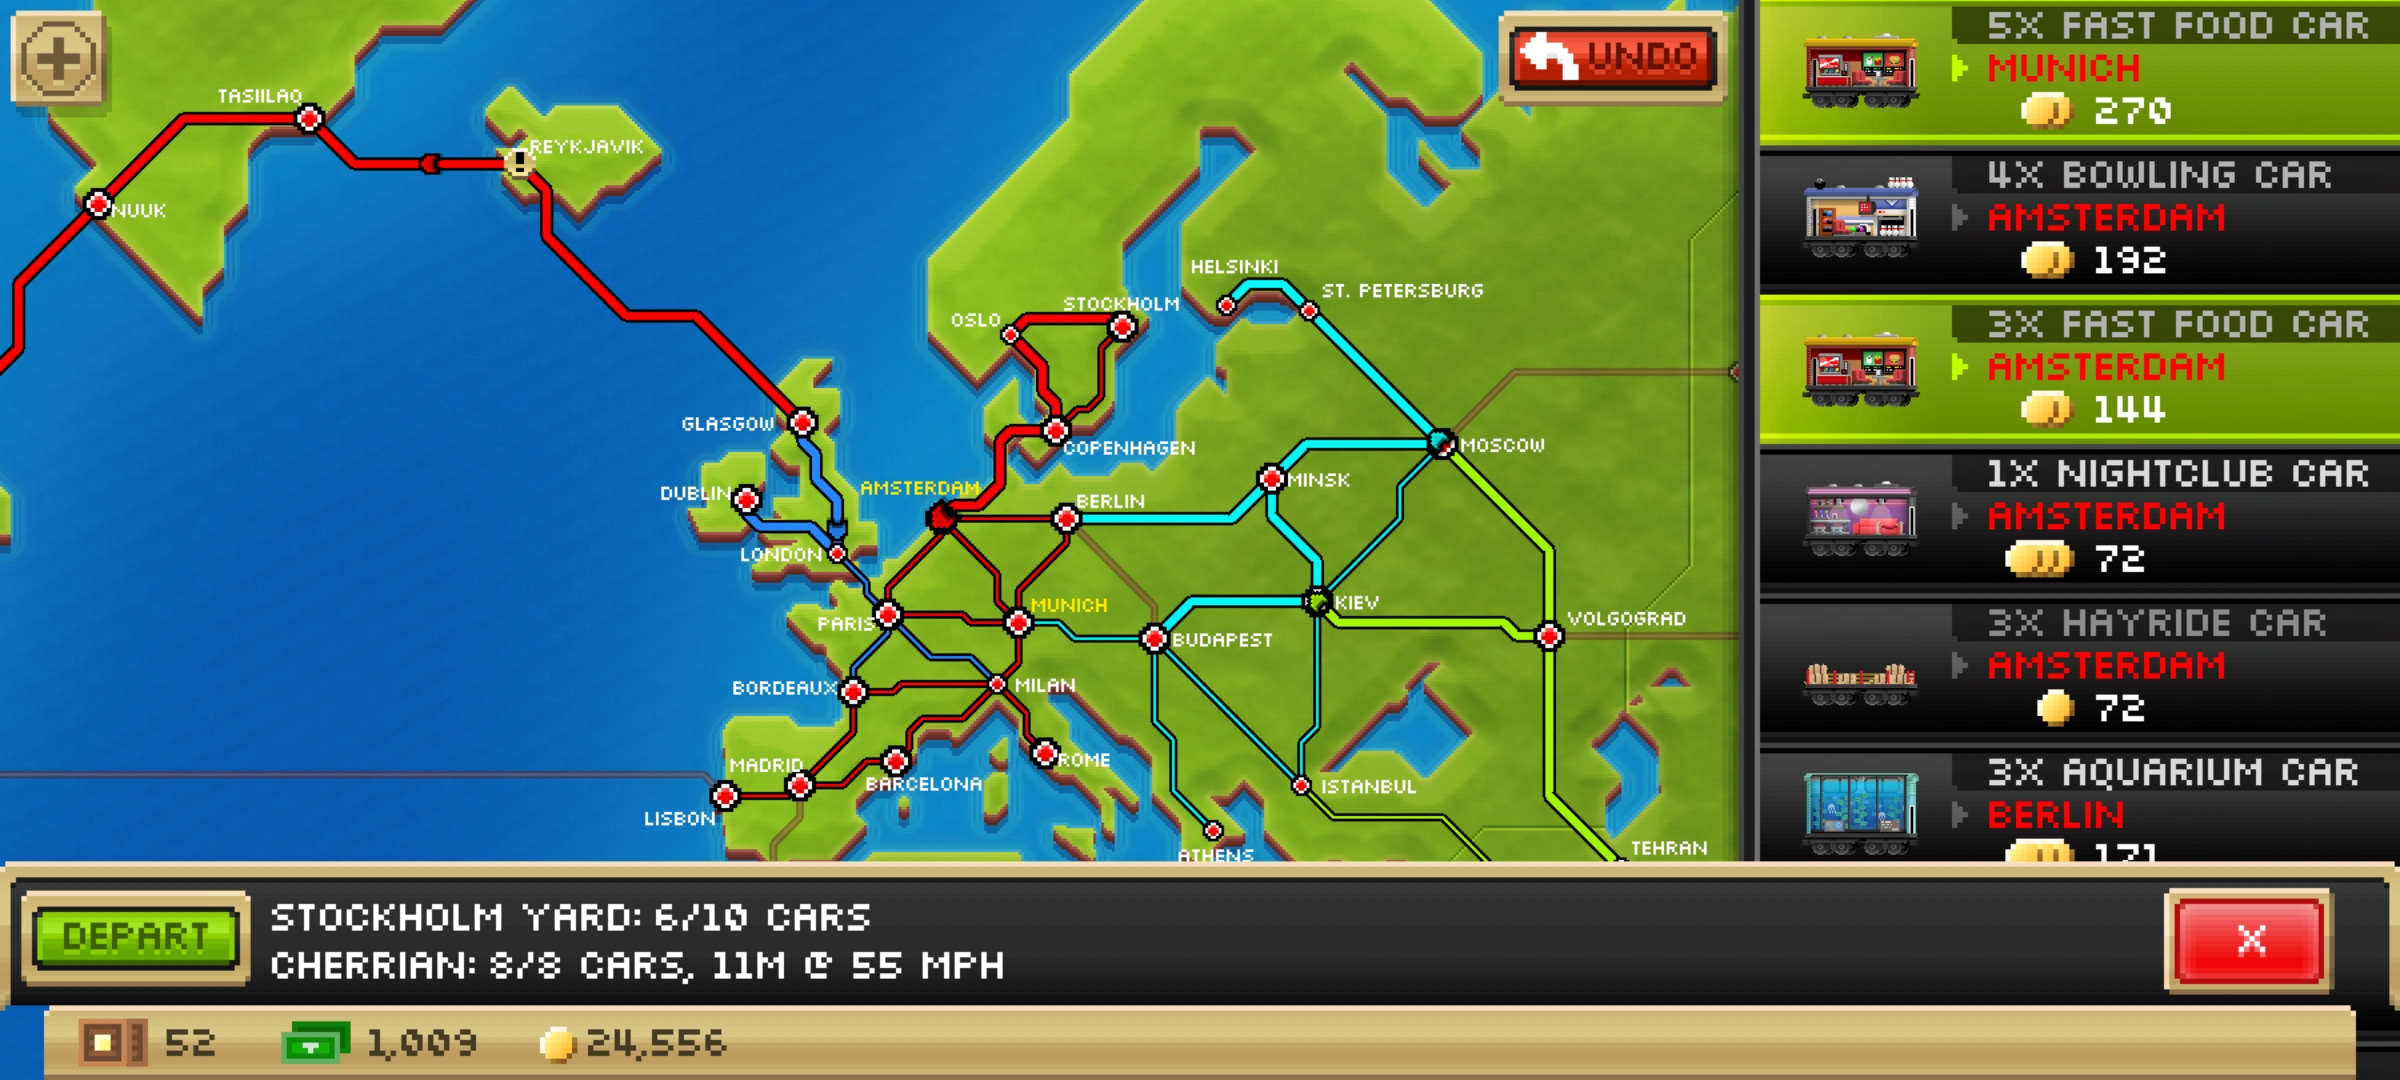 UNDO
TASIILAQ
REYKJAVIK
NUUK
HELSINKI
ST. PETERSBURG
STOCKHOLM
OSLO
GLASGOW
COPENHAGEN
MOSCOW
MINSK
AMSTERDAM
BERLIN
DUBLIN
LONDON
MUNICH
KIEV
VOLGOGRAD
PARIS
BUDAPEST
BORDEAUX
MILAN
MADRID
ROME
BARCELONA
ISTANBUL
LISBON
TEHRAN
ATHENS
5X FAST FOOD CAR
MUNICH
270
4X BOWLING CAR
AMSTERDAM
192
3X FAST FOOD CAR
AMSTERDAM
144
1X NIGHTCLUB CAR
AMSTERDAM
72
3X HAYRIDE CAR
AMSTERDAM
72
3X AQUARIUM CAR
BERLIN
171
DEPART
STOCKHOLM YARD: 6/10 CARS
CHERRIAN: 8/8 CARS, 11M @ 55 MPH
X
52
1,009
24,556